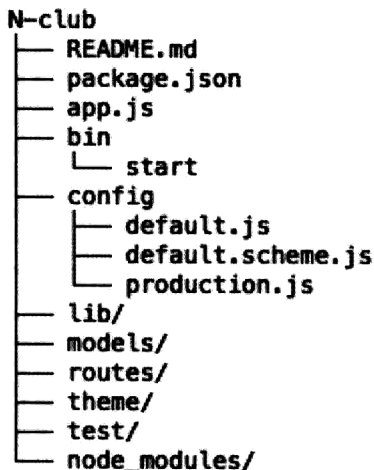 N-club
├── README.md
├── package.json
├── app.js
├── bin
│   └── start
├── config
│   ├── default.js
│   ├── default.scheme.js
│   └── production.js
├── lib/
├── models/
├── routes/
├── theme/
├── test/
└── node_modules/